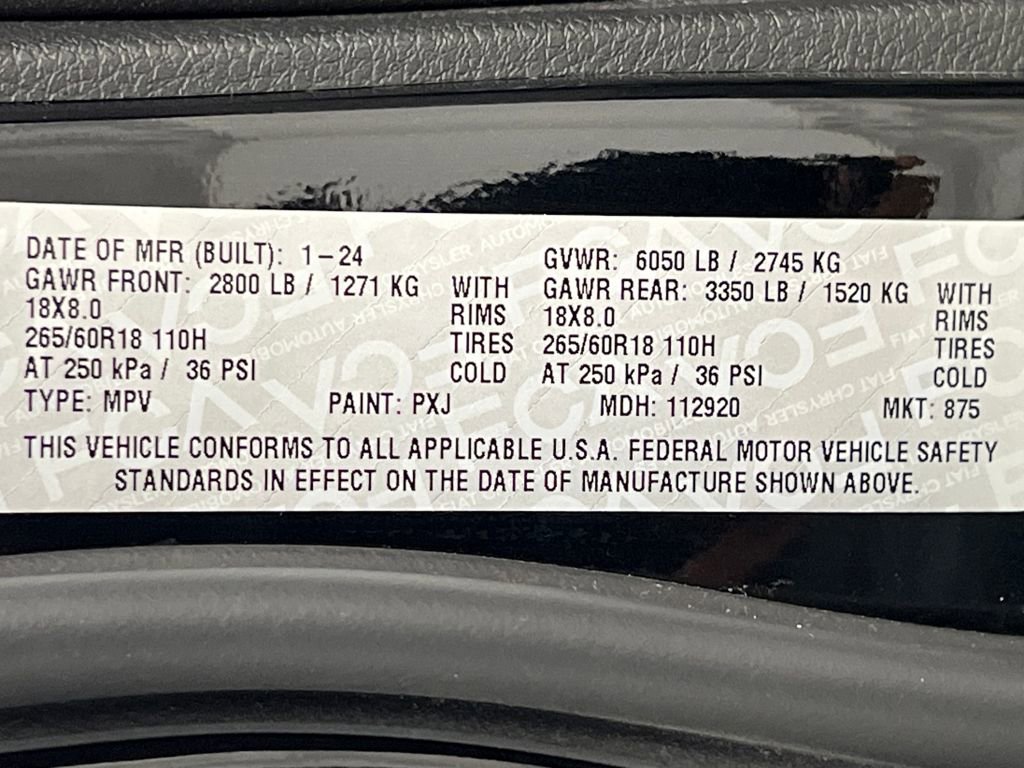 DATE OF MFR (BUILT): 1-24
GVWR: 6050 LB / 2745 KG
GAWR FRONT: 2800 LB / 1271 KG WITH
18X8.0 RIMS
265/60R18 110H TIRES
AT 250 kPa / 36 PSI COLD
GAWR REAR: 3350 LB / 1520 KG WITH
18X8.0 RIMS
265/60R18 110H TIRES
AT 250 kPa / 36 PSI COLD
TYPE: MPV PAINT: PXJ MDH: 112920 MKT: 875
THIS VEHICLE CONFORMS TO ALL APPLICABLE U.S.A. FEDERAL MOTOR VEHICLE SAFETY
STANDARDS IN EFFECT ON THE DATE OF MANUFACTURE SHOWN ABOVE.